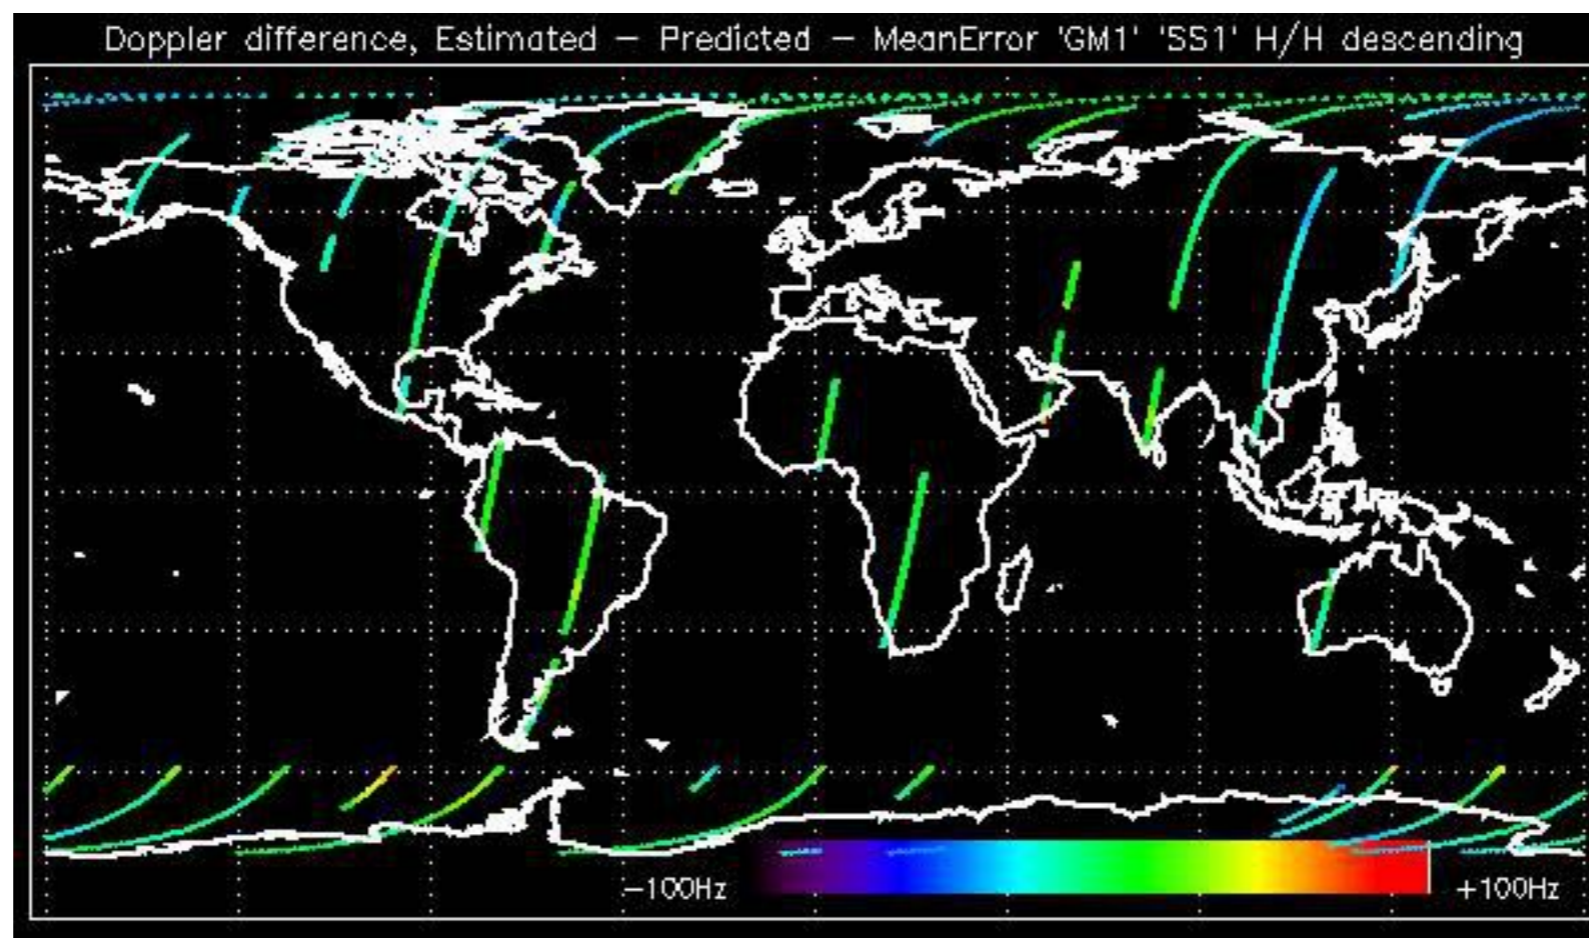 Doppler difference, Estimated – Predicted – MeanError 'GM1' 'SS1' H/H descending
–100Hz +100Hz